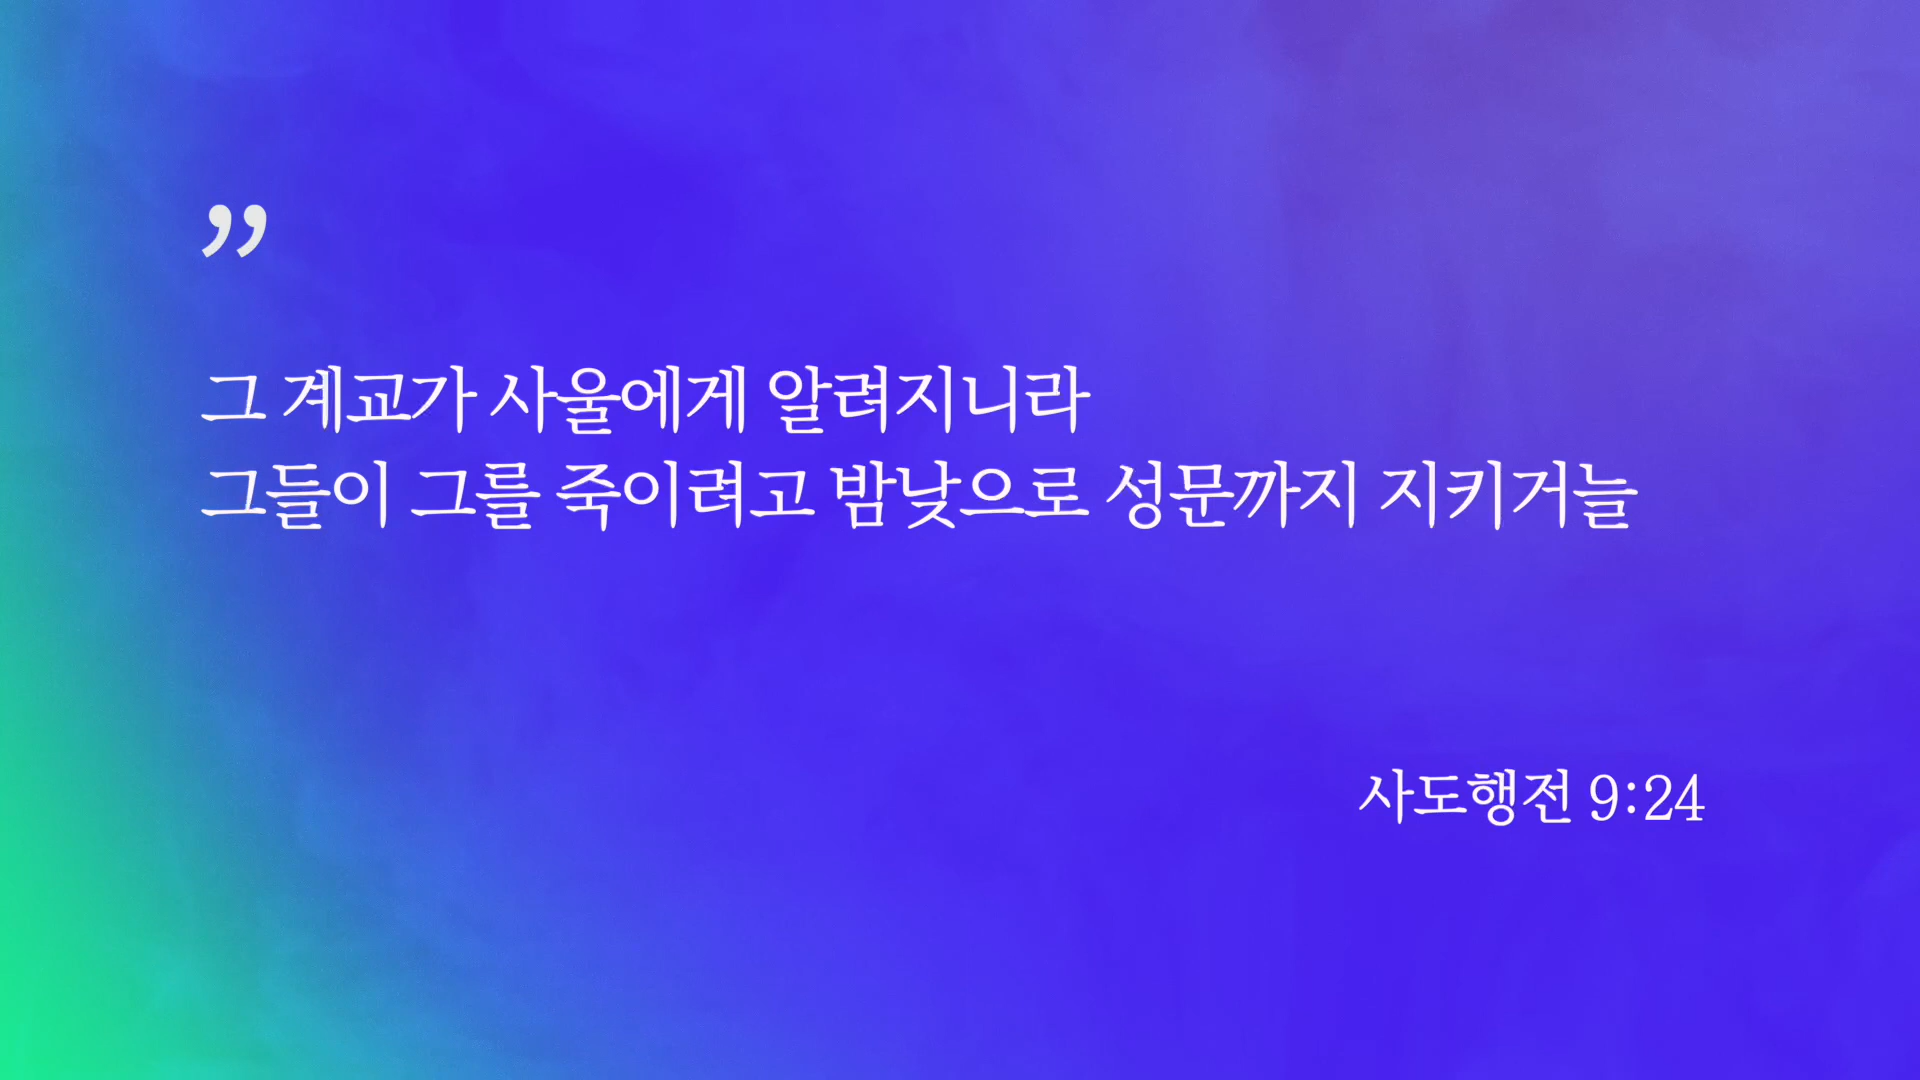 ”
그 계교가 사울에게 알려지니라
그들이 그를 죽이려고 밤낮으로 성문까지 지키거늘
사도행전 9:24